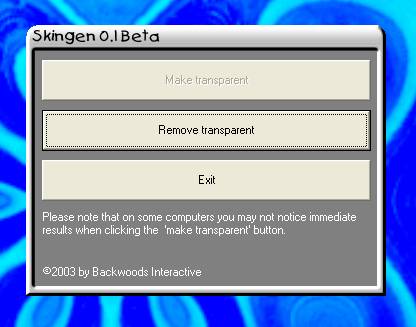 Skingen 0.1 Beta
Make transparent
Remove transparent
Exit
Please note that on some computers you may not notice immediate
results when clicking the 'make transparent' button.
©2003 by Backwoods Interactive